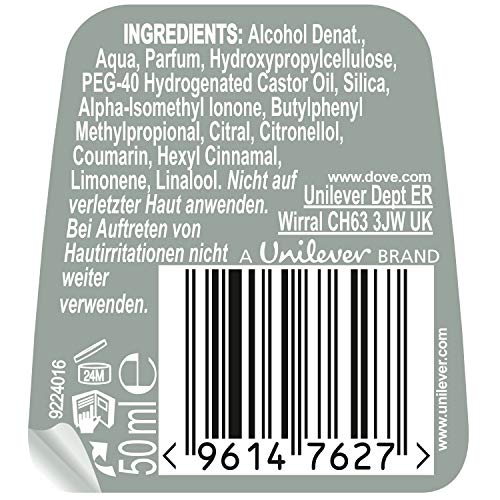 INGREDIENTS: Alcohol Denat.,
Aqua, Parfum, Hydroxypropylcellulose,
PEG-40 Hydrogenated Castor Oil, Silica,
Alpha-Isomethyl Ionone, Butylphenyl
Methylpropional, Citral, Citronellol,
Coumarin, Hexyl Cinnamal,
Limonene, Linalool. Nicht auf
verletzter Haut anwenden.
Bei Auftreten von
Hautirritationen nicht
weiter
verwenden.
www.dove.com
Unilever Dept ER
Wirral CH63 3JW UK
A Unilever BRAND
www.unilever.com
9224016
24M
50ml e
<9614 7627>